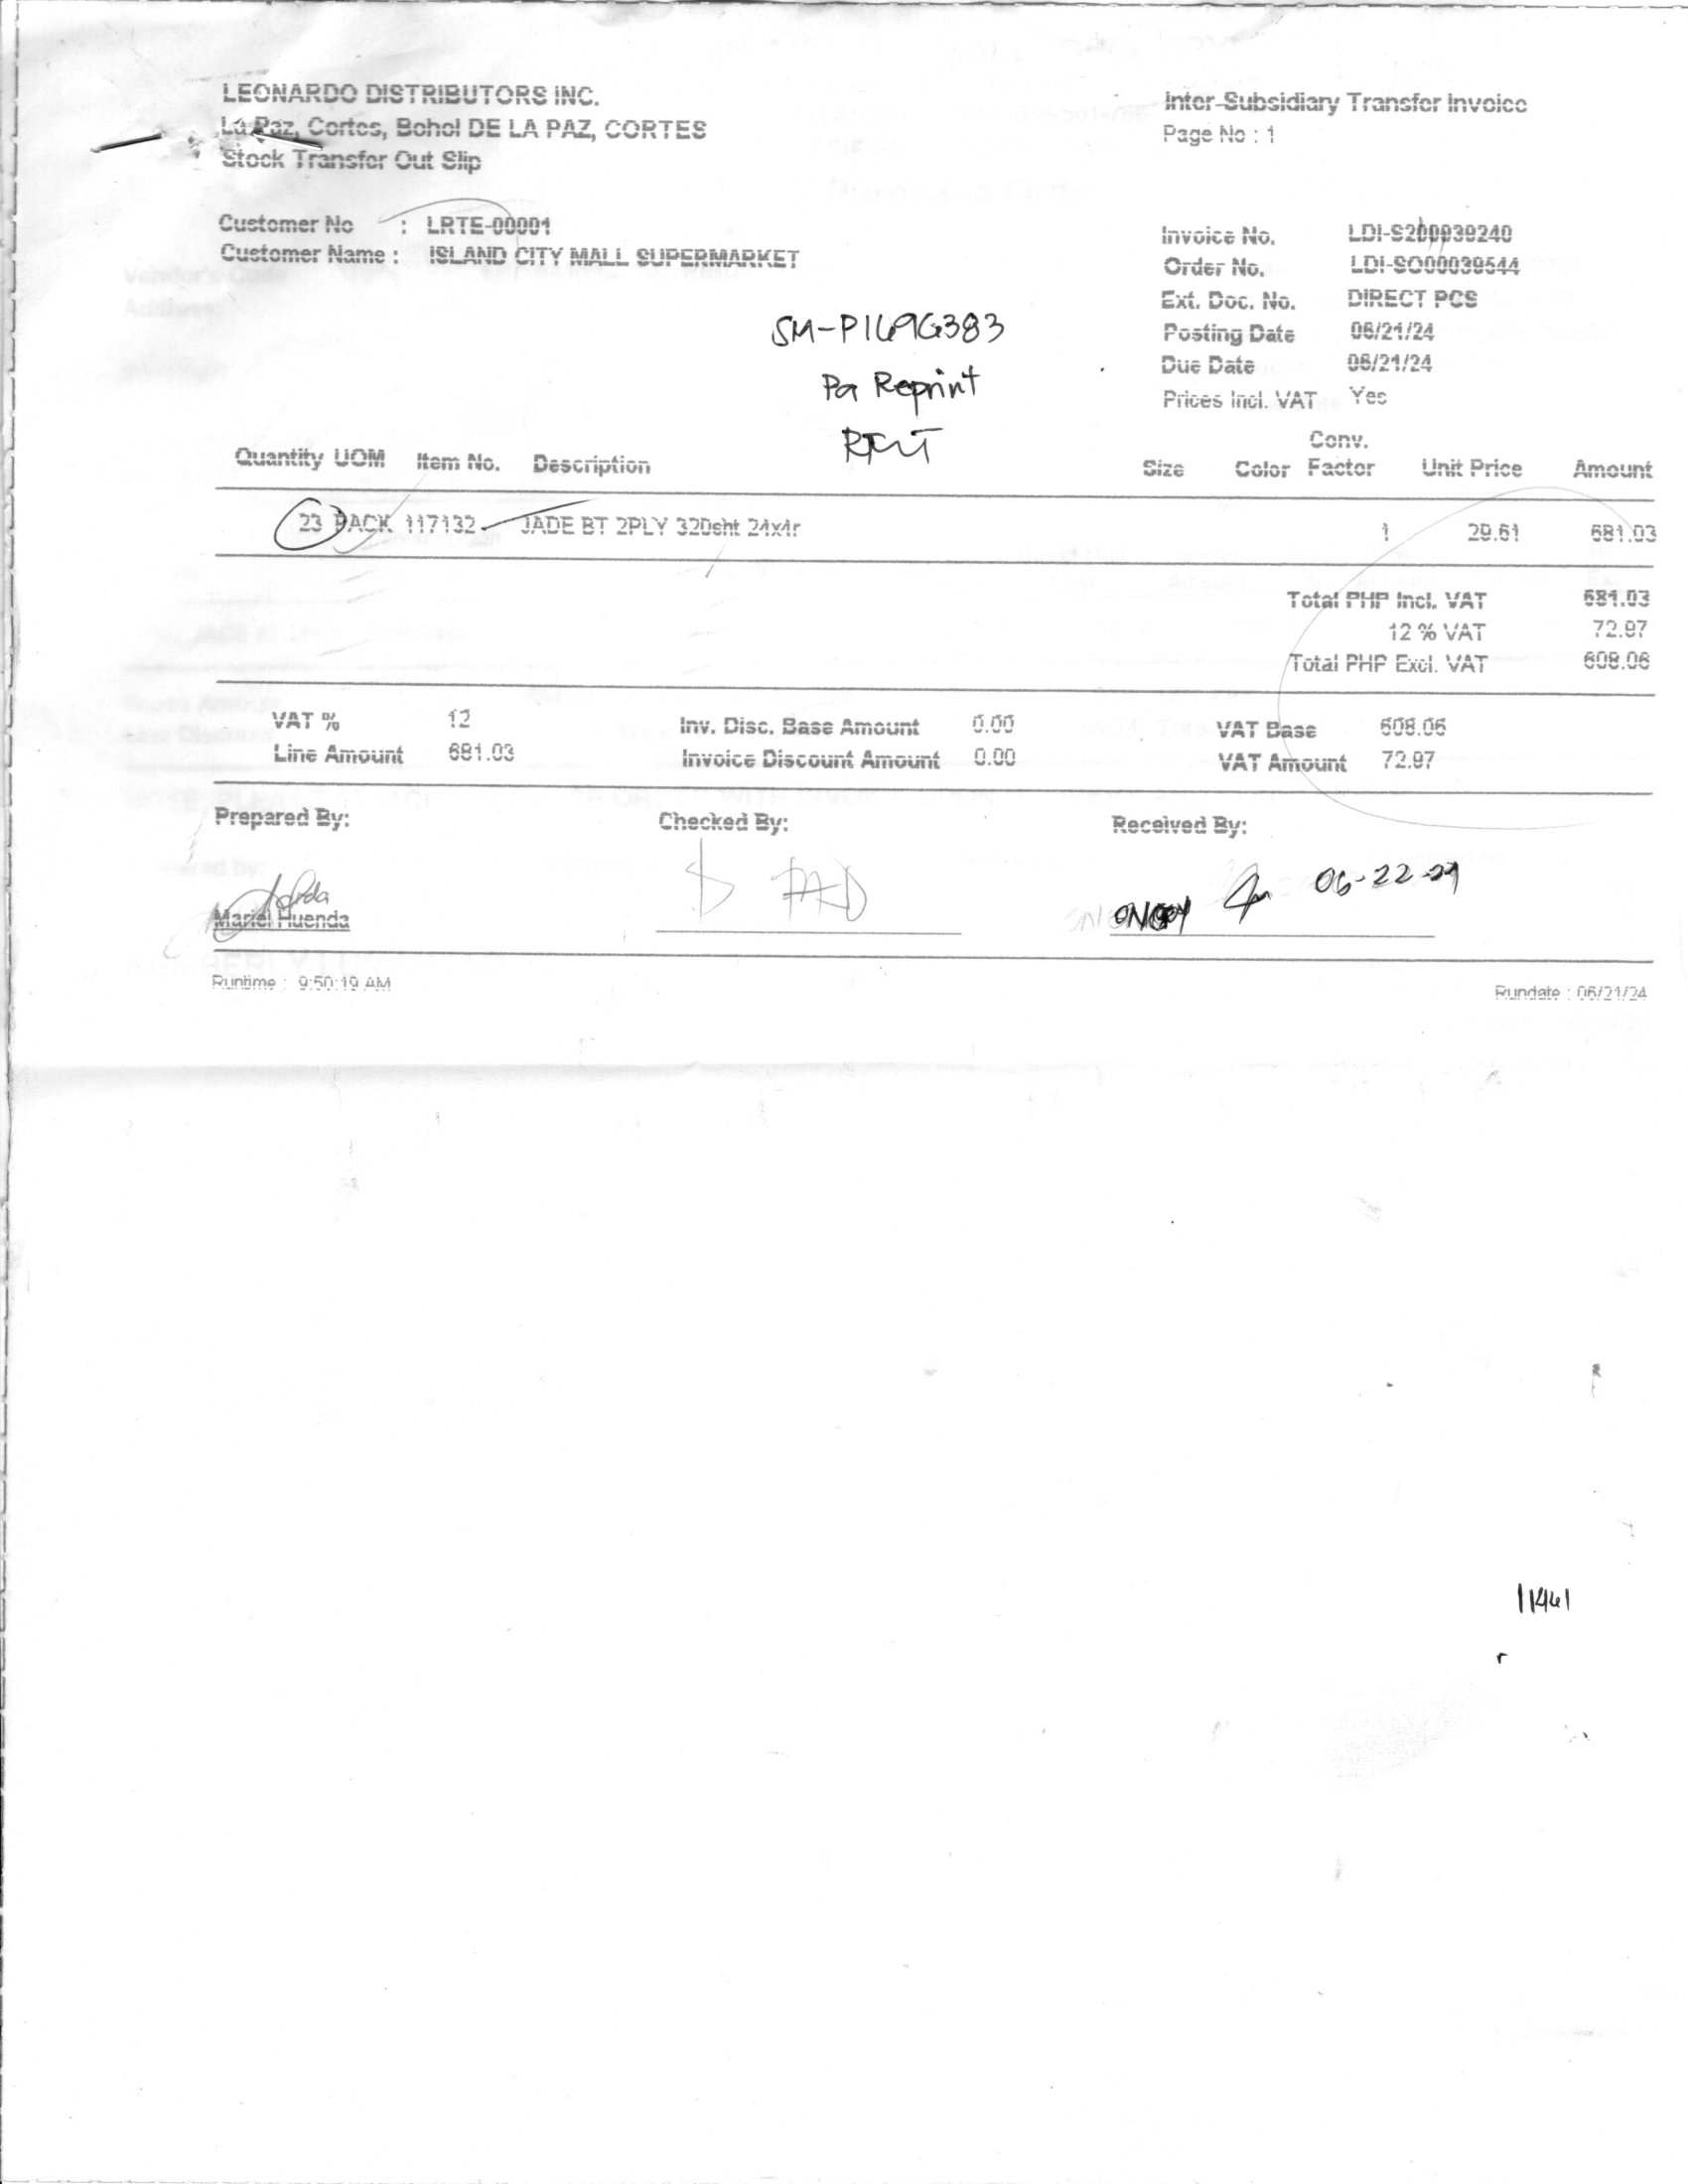 LEONARDO DISTRIBUTORS INC.
La Paz, Cortes, Bohol DE LA PAZ, CORTES
Stock Transfer Out Slip
Inter-Subsidiary Transfer Invoice
Page No : 1
Customer No : LRTE-00001
Customer Name : ISLAND CITY MALL SUPERMARKET
Invoice No. LDI-S200039240
Order No. LDI-SO00039544
Ext. Doc. No. DIRECT PCS
Posting Date 06/21/24
Due Date 06/21/24
Prices Incl. VAT Yes
Pa Reprint
Quantity UOM Item No. Description Size Color Conv. Factor Unit Price Amount
23 PACK 117132 JADE BT 2PLY 320sht 24x4r 1 29.61 681.03
Total PHP Incl. VAT 681.03
12 % VAT 72.97
Total PHP Excl. VAT 608.06
VAT % 12 Inv. Disc. Base Amount 0.00 VAT Base 608.06
Line Amount 681.03 Invoice Discount Amount 0.00 VAT Amount 72.97
Prepared By: Checked By: Received By:
Mariel Huenda
06-22-24
Runtime : 9:50:19 AM Rundate : 06/21/24